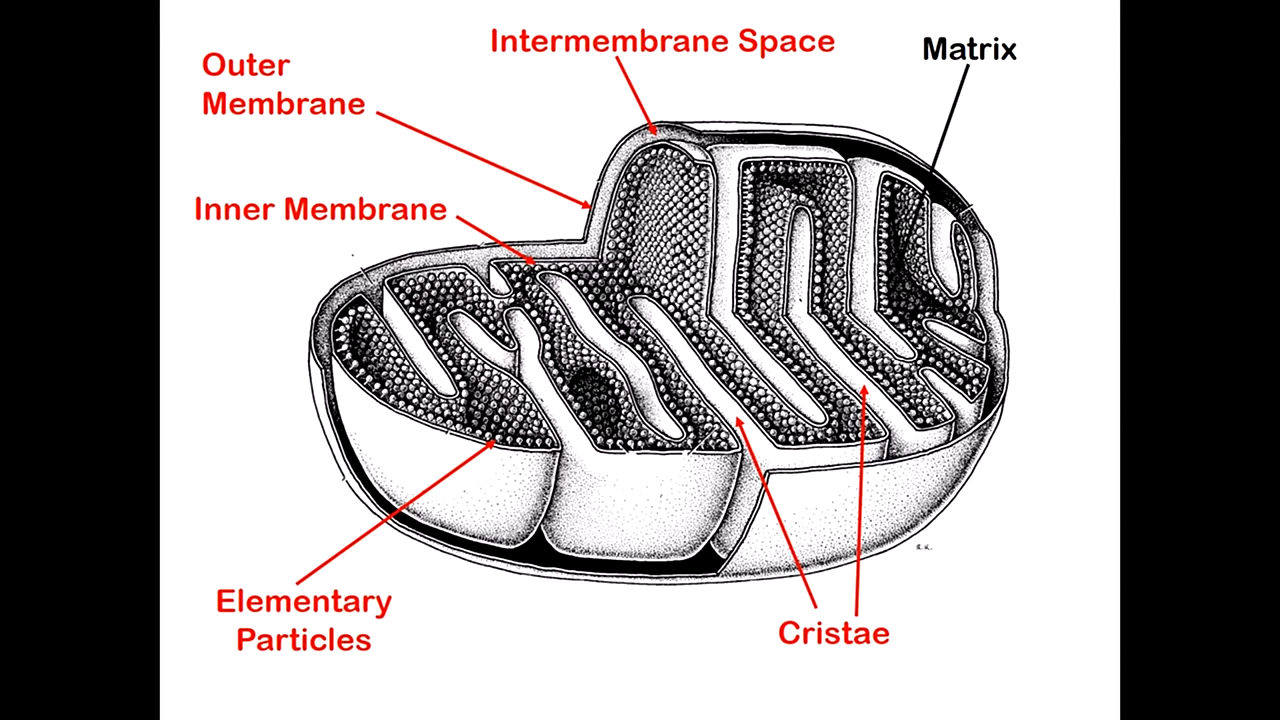 Intermembrane Space
Matrix
Outer
Membrane
Inner Membrane
Elementary
Particles
Cristae